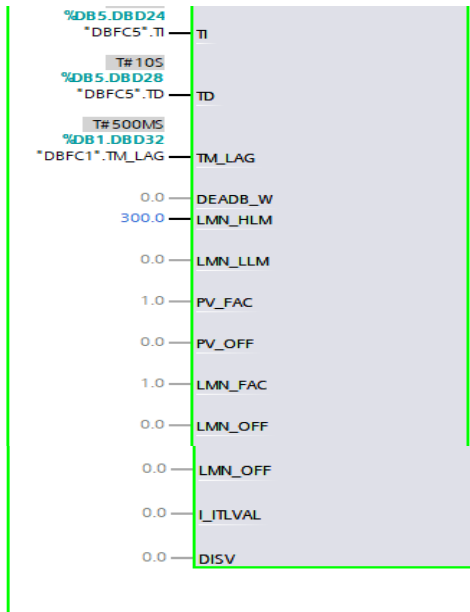 %DB5.DBD24
"DBFC5".TI TI
T#10S
%DB5.DBD28
"DBFC5".TD TD
T#500MS
%DB1.DBD32
"DBFC1".TM_LAG TM_LAG
0.0 DEADB_W
300.0 LMN_HLM
0.0 LMN_LLM
1.0 PV_FAC
0.0 PV_OFF
1.0 LMN_FAC
0.0 LMN_OFF
0.0 LMN_OFF
0.0 I_ITLVAL
0.0 DISV